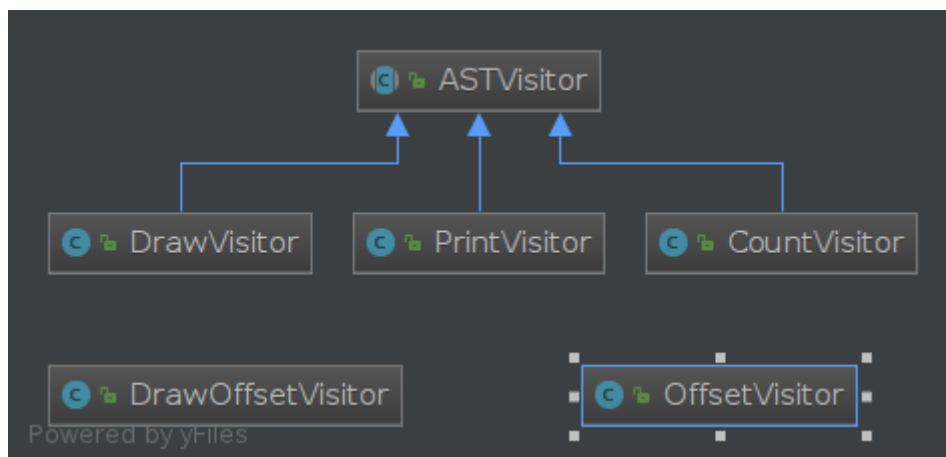 ASTVisitor
DrawVisitor
PrintVisitor
CountVisitor
DrawOffsetVisitor
OffsetVisitor
Powered by yFiles